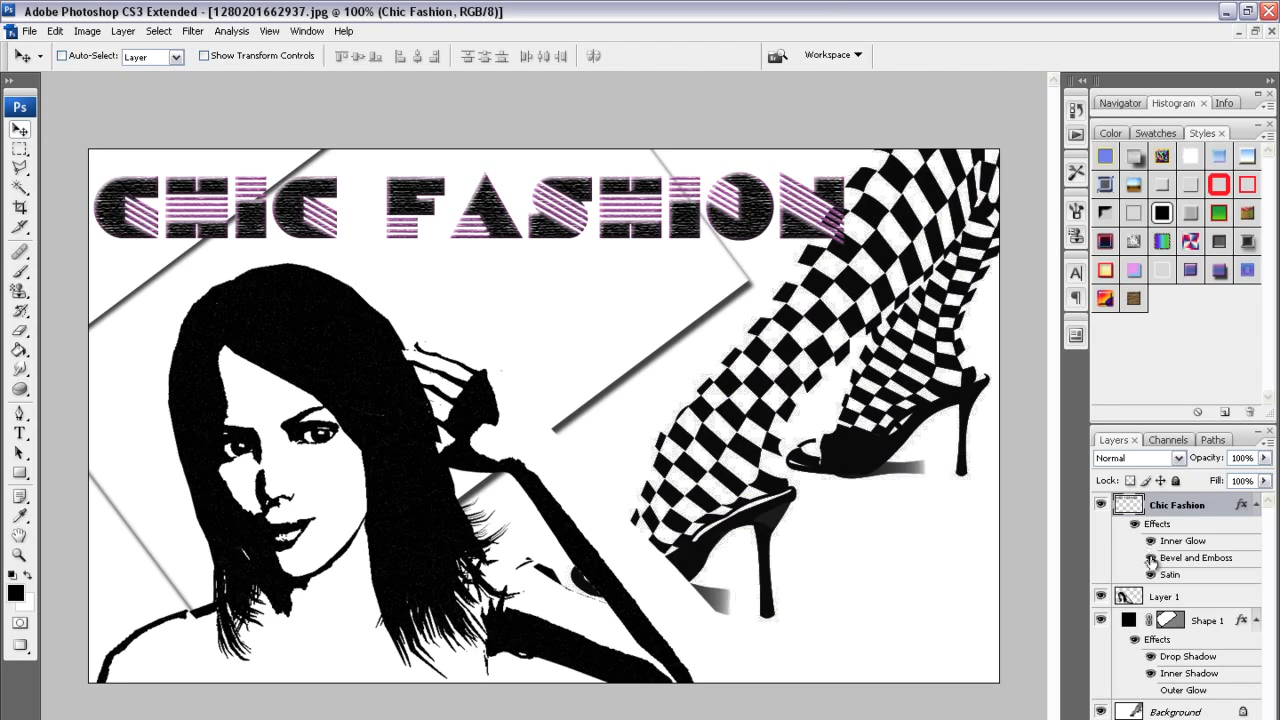 Adobe Photoshop CS3 Extended - [1280201662937.jpg @ 100% (Chic Fashion, RGB/8)]
File Edit Image Layer Select Filter Analysis View Window Help
Auto-Select: Layer Show Transform Controls Workspace
Ps
Navigator Histogram Info
Color Swatches Styles
CHIC FASHION
Layers Channels Paths
Normal Opacity: 100%
Lock: Fill: 100%
Chic Fashion fx
Effects
Inner Glow
Bevel and Emboss
Satin
Layer 1
Shape 1 fx
Effects
Drop Shadow
Inner Shadow
Outer Glow
Background